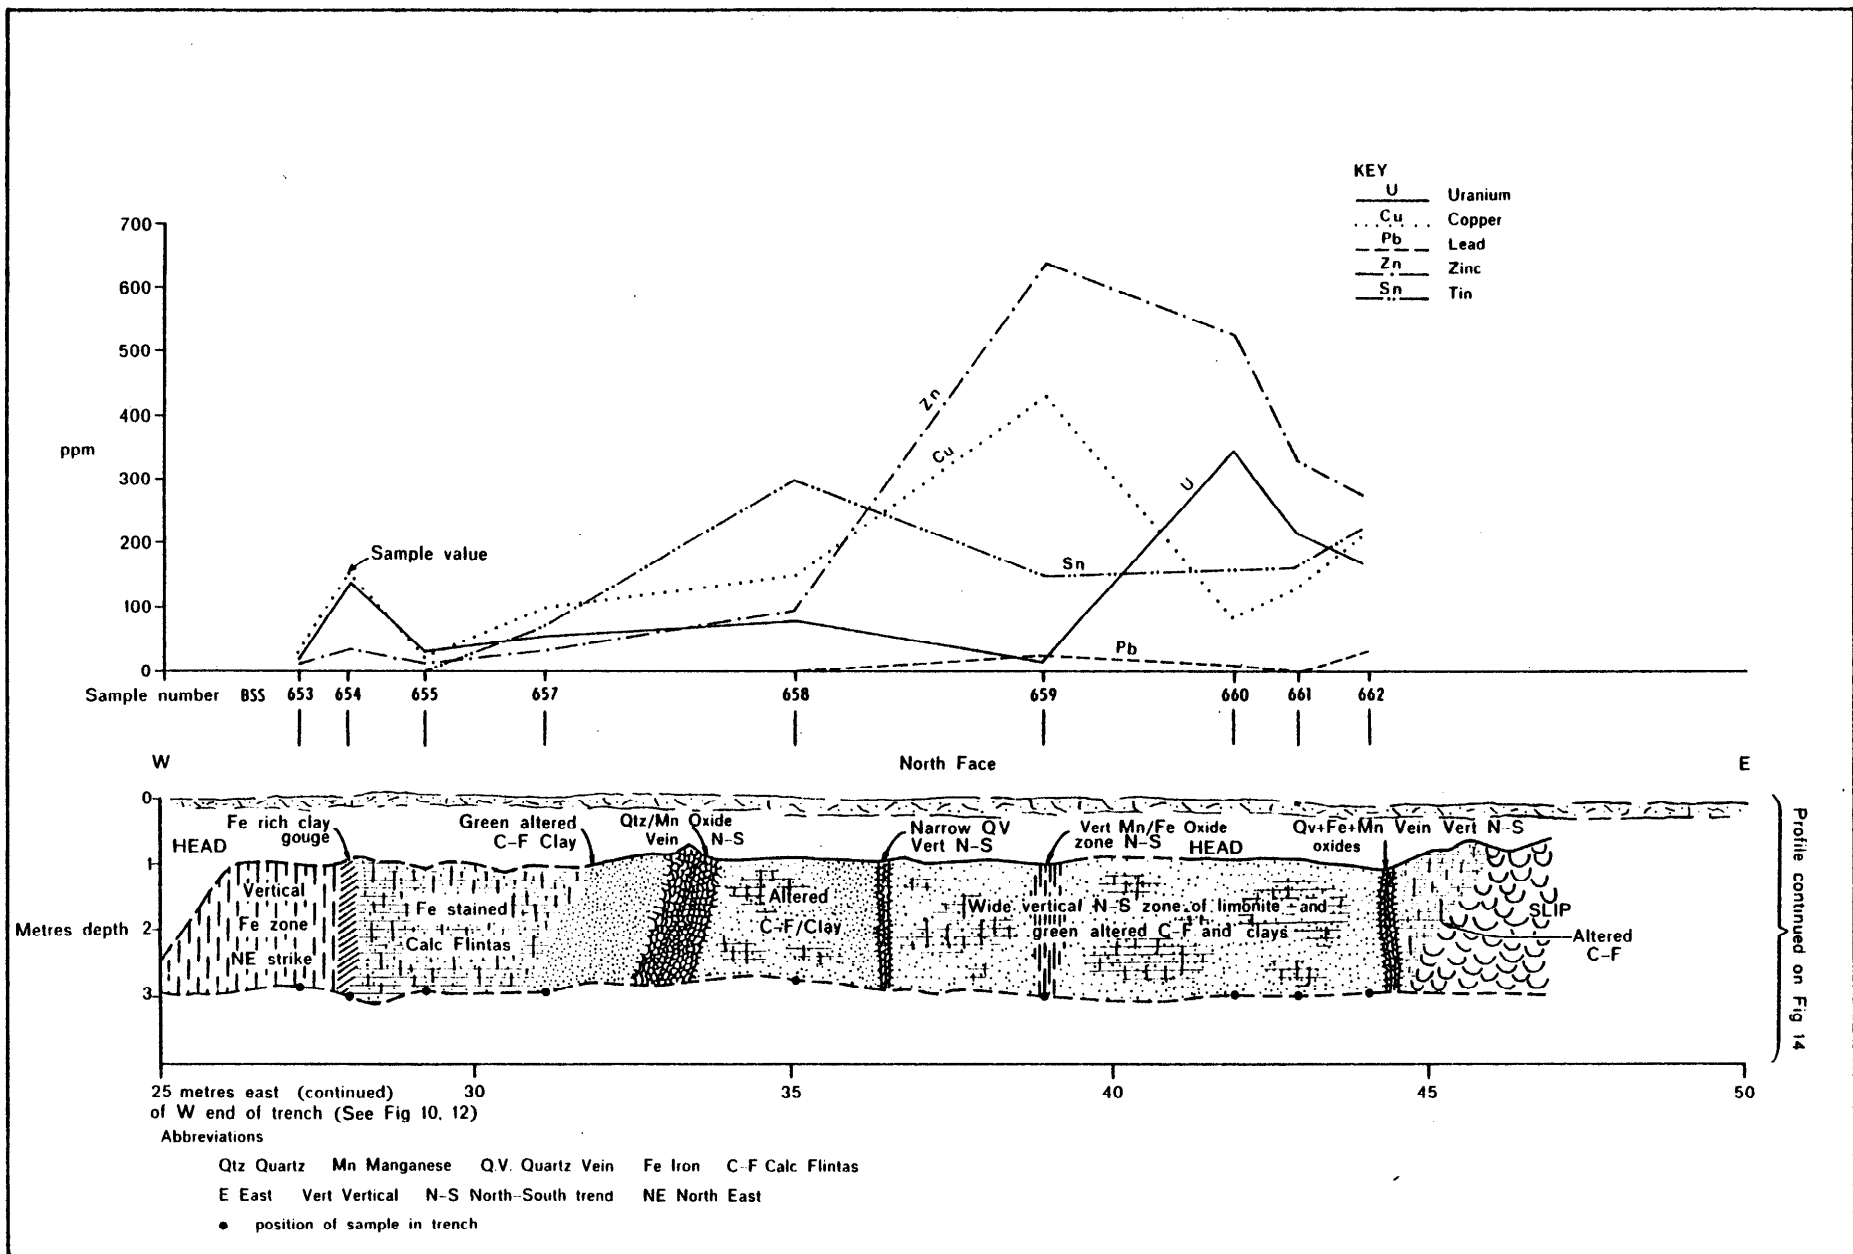 KEY
U Uranium
Cu Copper
Pb Lead
Zn Zinc
Sn Tin
700
600
500
400
300
200
100
0
ppm
Sample value
Zn
Cu
U
Sn
Pb
Sample number BSS 653 654 655 657 658 659 660 661 662
W North Face E
0
1
2
3
Metres depth
HEAD
Fe rich clay
gouge
Green altered
C-F Clay
Qtz/Mn Oxide
Vein N-S
Narrow QV
Vert N-S
Vert Mn/Fe Oxide
zone N-S
HEAD
Qv+Fe+Mn Vein Vert N-S
oxides
Vertical
Fe zone
NE strike
Fe stained
Calc Flintas
Altered
C-F/Clay
Wide vertical N-S zone of limonite and
green altered C-F and clays
SLIP
Altered
C-F
Profile continued on Fig 14
25 metres east (continued) 30 35 40 45 50
of W end of trench (See Fig 10, 12)
Abbreviations
Qtz Quartz Mn Manganese Q.V. Quartz Vein Fe Iron C-F Calc Flintas
E East Vert Vertical N-S North-South trend NE North East
• position of sample in trench